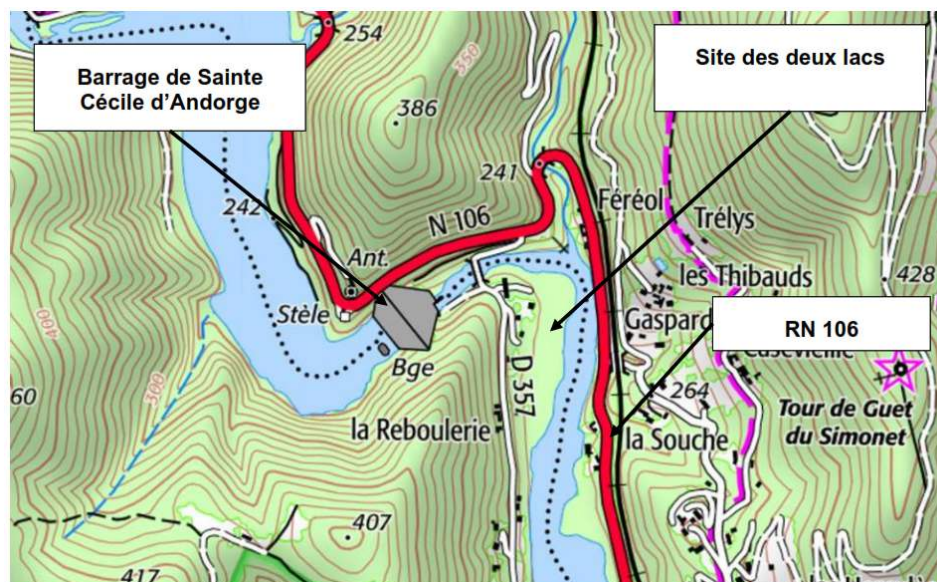 254
Barrage de Sainte
Cécile d'Andorge
Site des deux lacs
350
386
241
Féréol
Trélys
242
N 106
Ant.
les Thibauds
428
Stèle
Gaspard
RN 106
400
Bge
D 357
300
264
60
la Reboulerie
la Souche
Tour de Guet
du Simonet
407
417